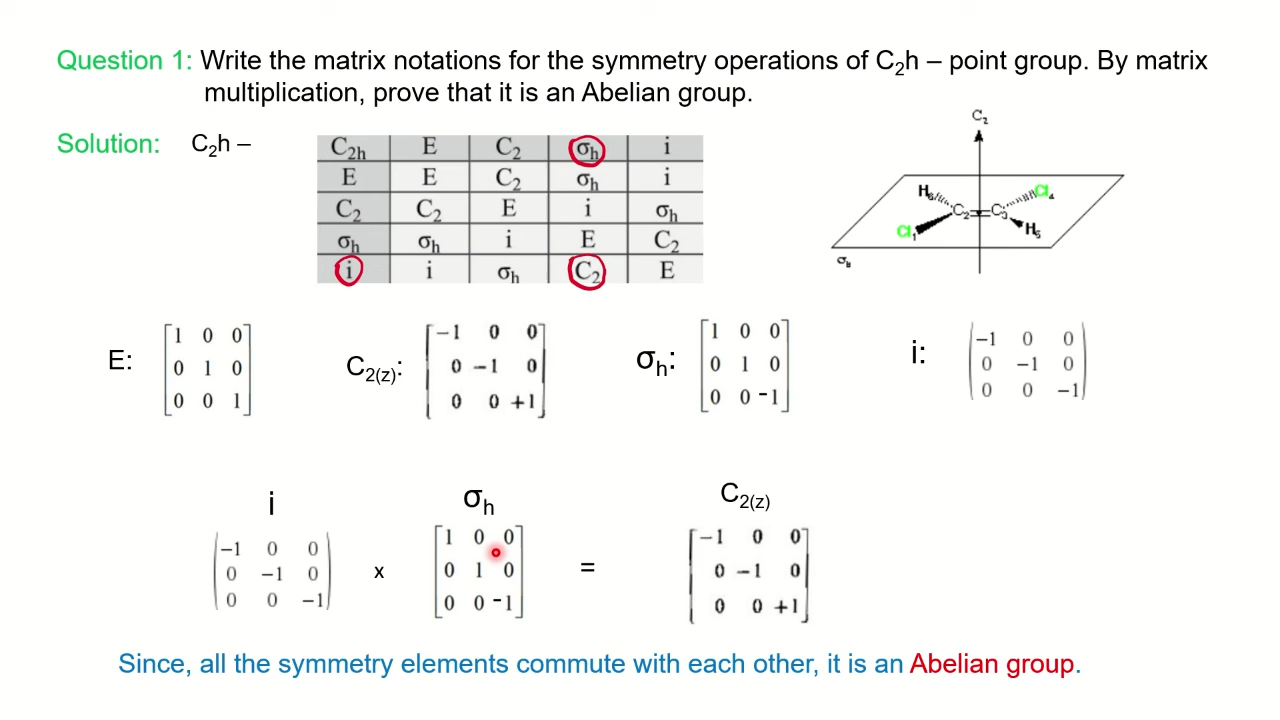 Question 1: Write the matrix notations for the symmetry operations of C₂h – point group. By matrix
multiplication, prove that it is an Abelian group.
Solution: C₂h –
C₂h E C₂ σh i
E E C₂ σh i
C₂ C₂ E i σh
σh σh i E C₂
i i σh C₂ E
C₂
H₆ C₂ C₃ Cl₄
Cl₁ H₅
E: C₂(z): σh: i:
1 0 0 −1 0 0 1 0 0 −1 0 0
0 1 0 0 −1 0 0 1 0 0 −1 0
0 0 1 0 0 +1 0 0 -1 0 0 −1
i σh C₂(z)
−1 0 0 1 0 0 −1 0 0
0 −1 0 x 0 1 0 = 0 −1 0
0 0 −1 0 0 -1 0 0 +1
Since, all the symmetry elements commute with each other, it is an Abelian group.